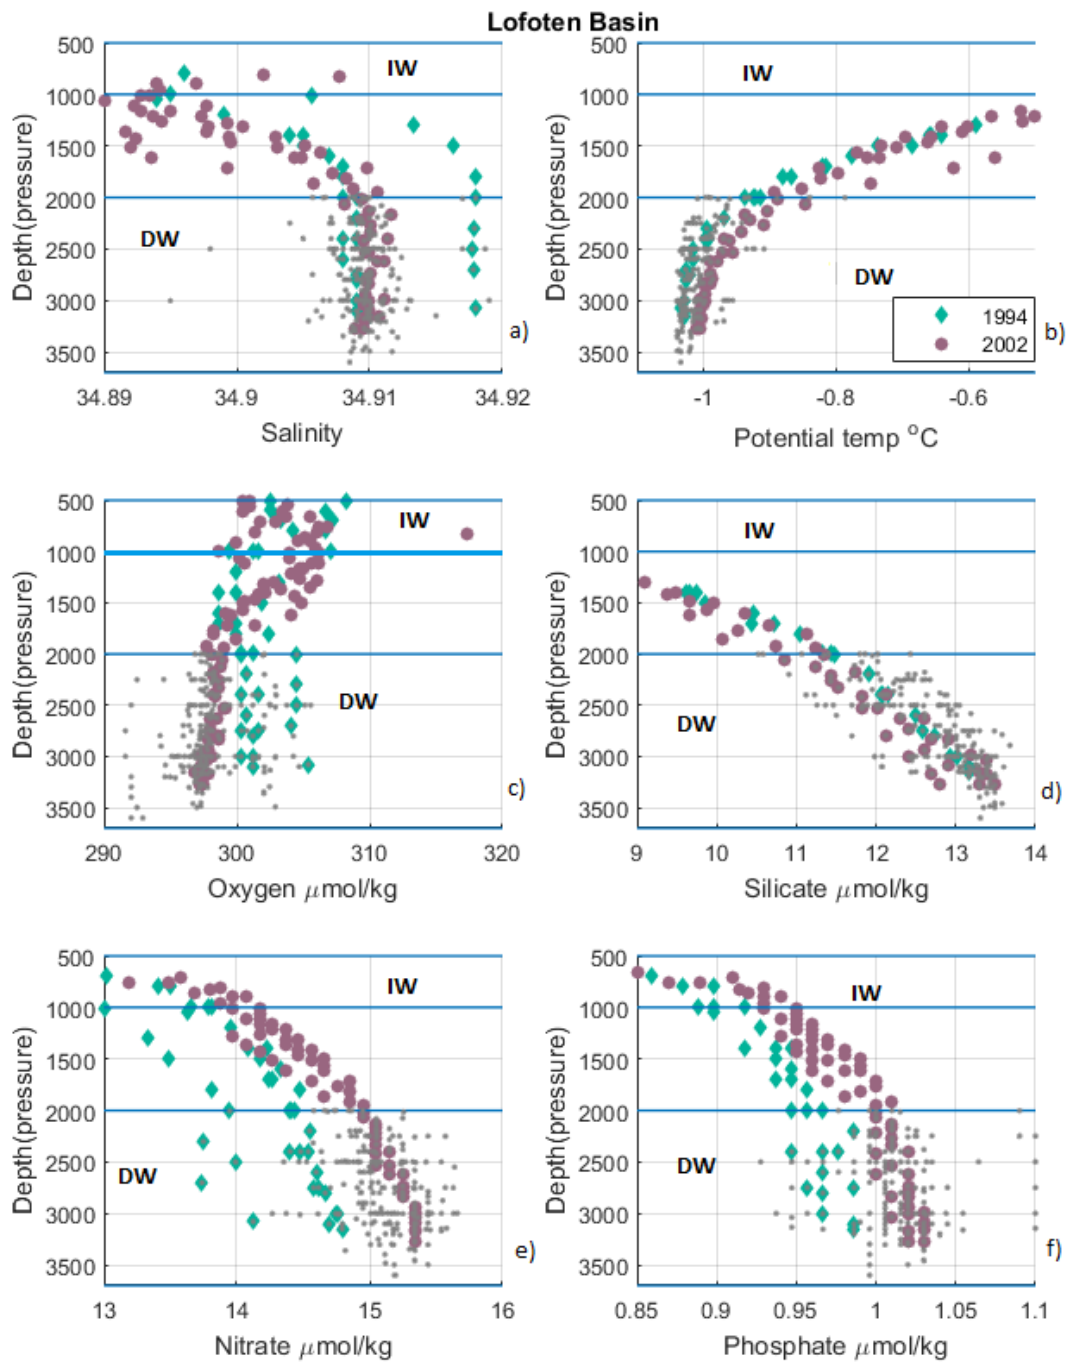 Lofoten Basin
500
1000
1500
2000
2500
3000
3500
Depth(pressure)
IW
DW
a)
34.89 34.9 34.91 34.92
Salinity
500
1000
1500
2000
2500
3000
3500
Depth(pressure)
IW
DW
1994
2002
b)
-1 -0.8 -0.6
Potential temp °C
500
1000
1500
2000
2500
3000
3500
Depth(pressure)
IW
DW
c)
290 300 310 320
Oxygen μmol/kg
500
1000
1500
2000
2500
3000
3500
Depth(pressure)
IW
DW
d)
9 10 11 12 13 14
Silicate μmol/kg
500
1000
1500
2000
2500
3000
3500
Depth(pressure)
IW
DW
e)
13 14 15 16
Nitrate μmol/kg
500
1000
1500
2000
2500
3000
3500
Depth(pressure)
IW
DW
f)
0.85 0.9 0.95 1 1.05 1.1
Phosphate μmol/kg